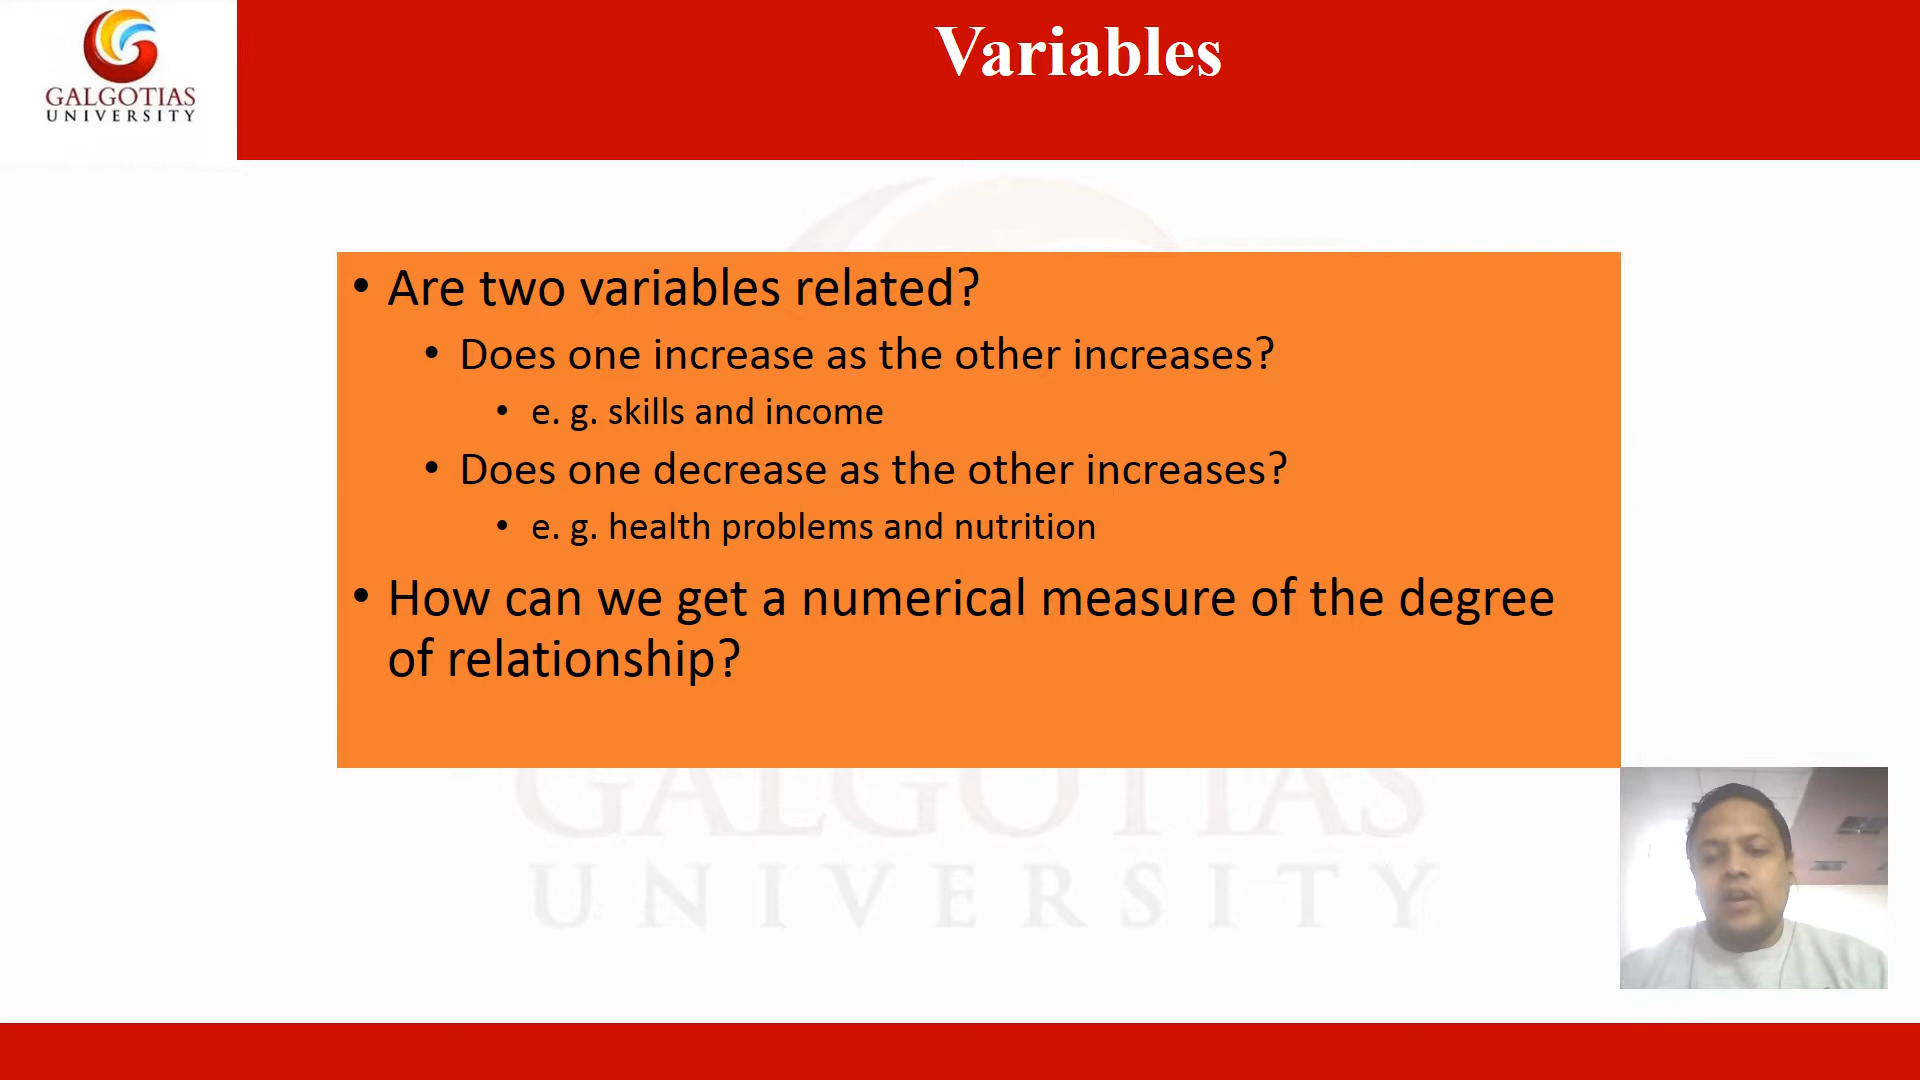 GALGOTIAS
UNIVERSITY
Variables
• Are two variables related?
• Does one increase as the other increases?
• e. g. skills and income
• Does one decrease as the other increases?
• e. g. health problems and nutrition
• How can we get a numerical measure of the degree
of relationship?
GALGOTIAS
UNIVERSITY